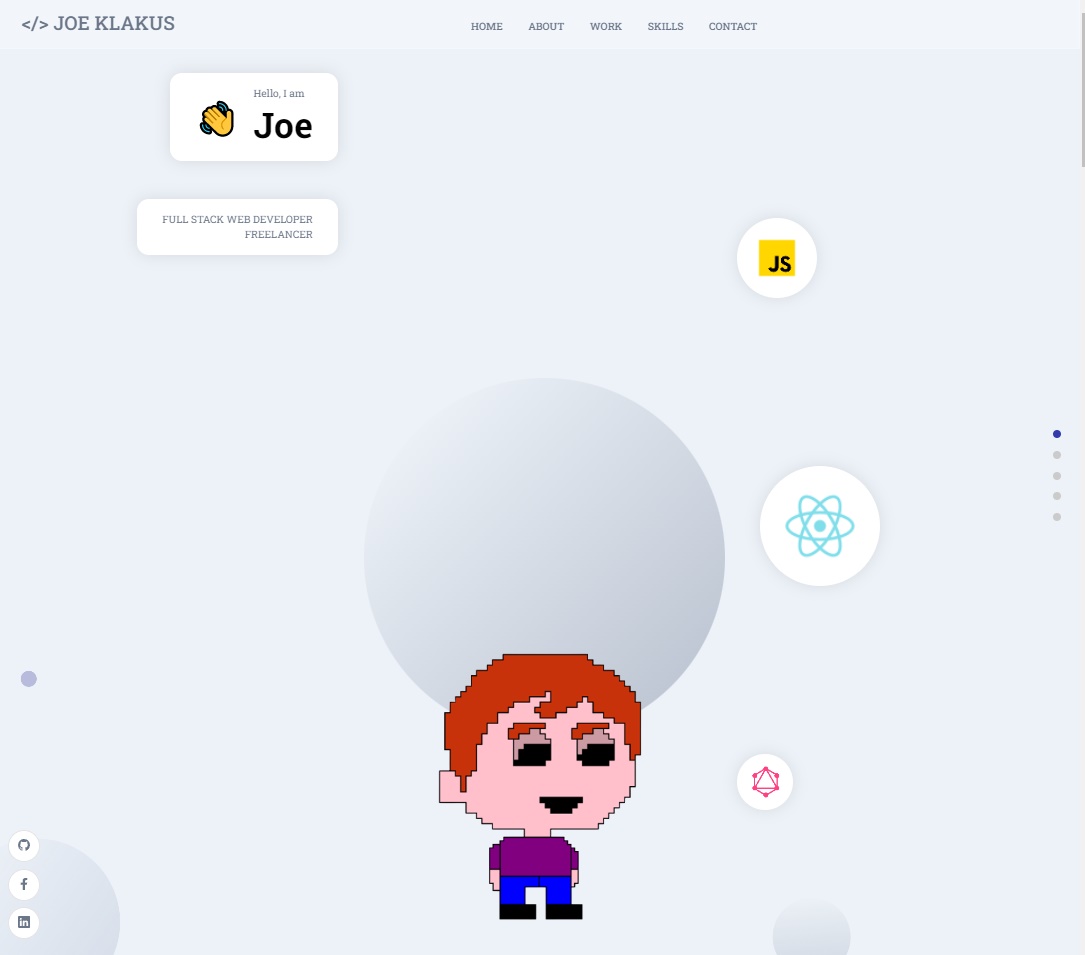 </> JOE KLAKUS
HOME ABOUT WORK SKILLS CONTACT
Hello, I am
Joe
FULL STACK WEB DEVELOPER
FREELANCER
JS